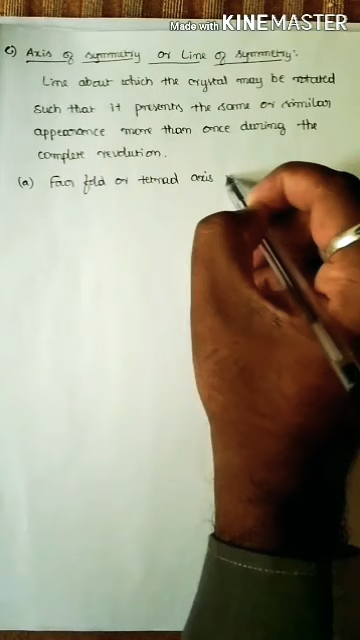 Made with KINEMASTER
C) Axis of symmetry or Line of symmetry:
Line about which the crystal may be rotated
such that it presents the same or similar
appearance more than once during the
complete revolution.
(a) Four fold or tetrad axis